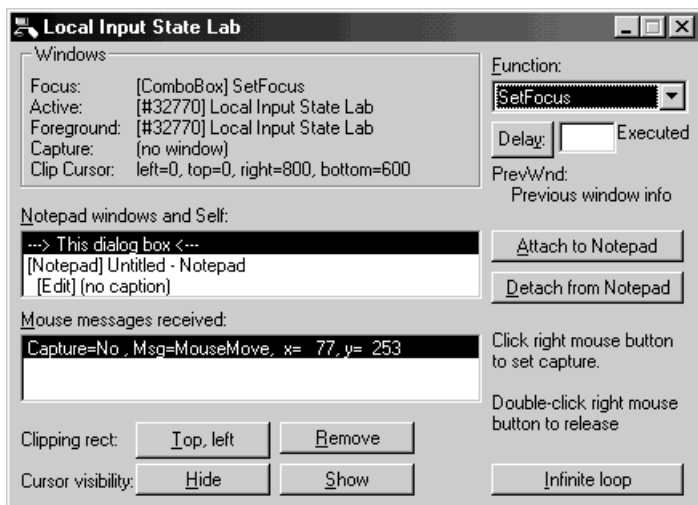 Local Input State Lab
Windows
Focus: [ComboBox] SetFocus
Active: [#32770] Local Input State Lab
Foreground: [#32770] Local Input State Lab
Capture: (no window)
Clip Cursor: left=0, top=0, right=800, bottom=600
Function:
SetFocus
Delay: Executed
PrevWnd:
Previous window info
Notepad windows and Self:
---> This dialog box <---
[Notepad] Untitled - Notepad
[Edit] (no caption)
Attach to Notepad
Detach from Notepad
Mouse messages received:
Capture=No , Msg=MouseMove, x= 77, y= 253
Click right mouse button
to set capture.
Double-click right mouse
button to release
Clipping rect: Top, left Remove
Cursor visibility: Hide Show Infinite loop